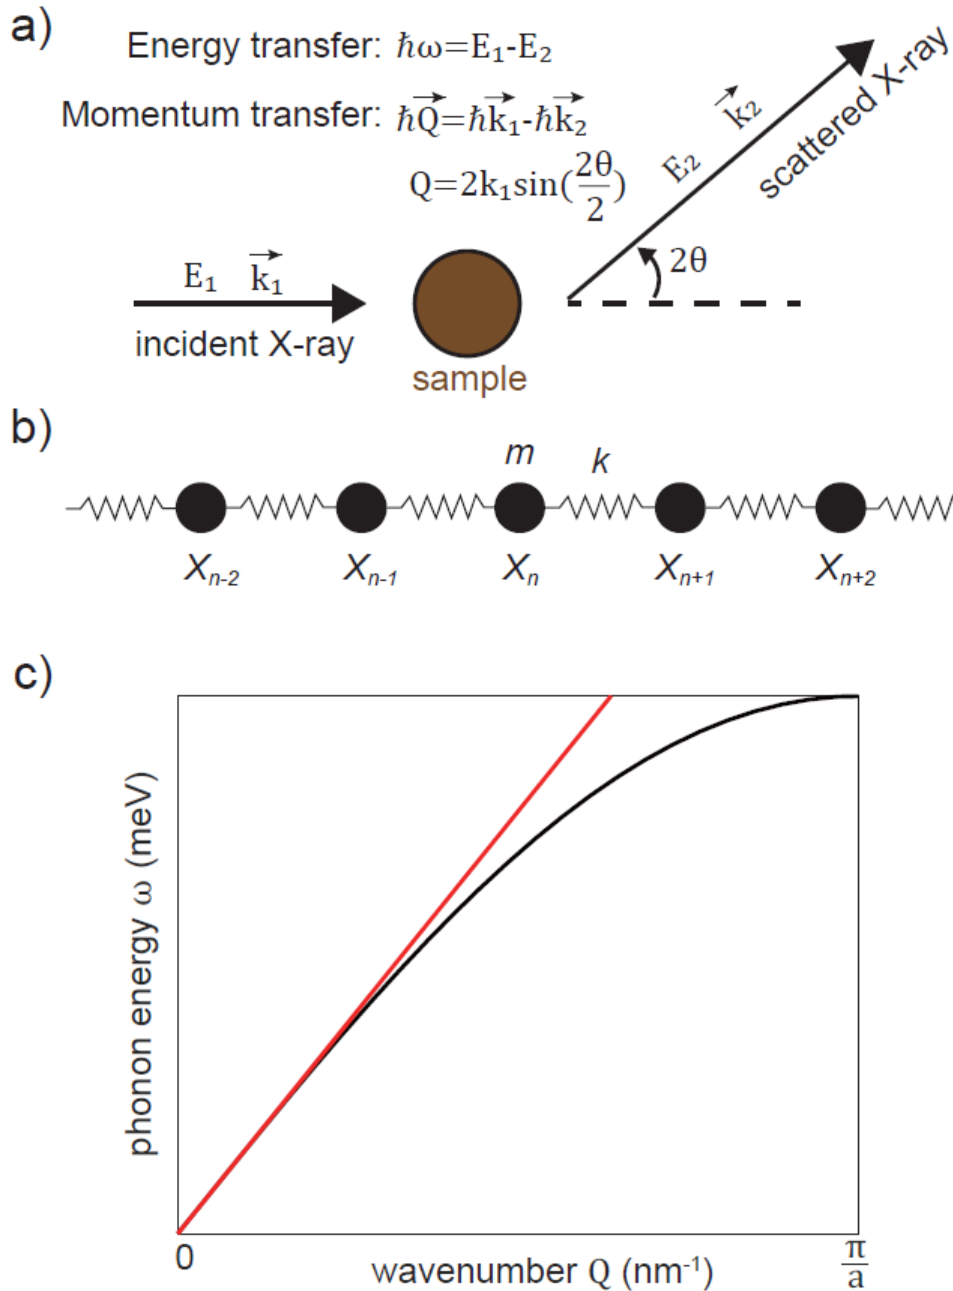 a)
Energy transfer: ℏω=E₁-E₂
Momentum transfer: ℏQ⃗=ℏk⃗₁-ℏk⃗₂
Q=2k₁sin(2θ/2)
E₂ k⃗₂
scattered X-ray
2θ
E₁ k⃗₁
incident X-ray
sample
b)
m k
Xₙ₋₂ Xₙ₋₁ Xₙ Xₙ₊₁ Xₙ₊₂
c)
phonon energy ω (meV)
0
π/a
wavenumber Q (nm⁻¹)